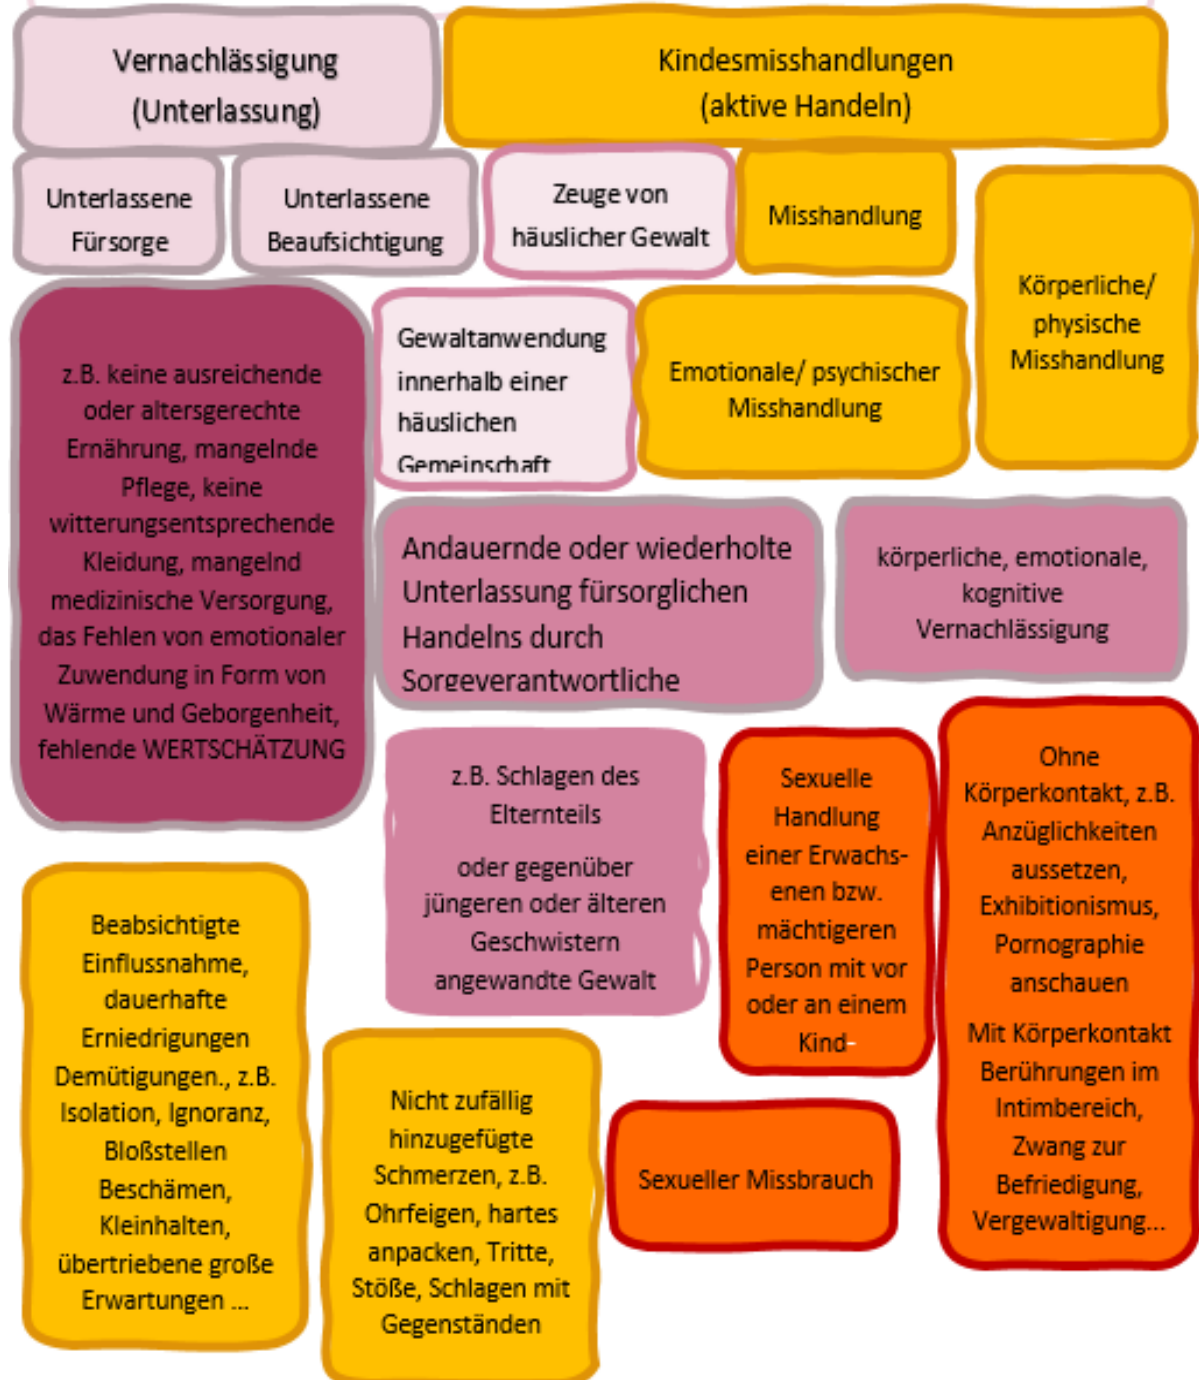 Vernachlässigung
(Unterlassung)
Kindesmisshandlungen
(aktive Handeln)
Unterlassene
Fürsorge
Unterlassene
Beaufsichtigung
Zeuge von
häuslicher Gewalt
Misshandlung
Körperliche/
physische
Misshandlung
z.B. keine ausreichende
oder altersgerechte
Ernährung, mangelnde
Pflege, keine
witterungsentsprechende
Kleidung, mangelnd
medizinische Versorgung,
das Fehlen von emotionaler
Zuwendung in Form von
Wärme und Geborgenheit,
fehlende WERTSCHÄTZUNG
Gewaltanwendung
innerhalb einer
häuslichen
Gemeinschaft
Emotionale/ psychischer
Misshandlung
Andauernde oder wiederholte
Unterlassung fürsorglichen
Handelns durch
Sorgeverantwortliche
körperliche, emotionale,
kognitive
Vernachlässigung
z.B. Schlagen des
Elternteils
oder gegenüber
jüngeren oder älteren
Geschwistern
angewandte Gewalt
Sexuelle
Handlung
einer Erwachs-
enen bzw.
mächtigeren
Person mit vor
oder an einem
Kind-
Ohne
Körperkontakt, z.B.
Anzüglichkeiten
aussetzen,
Exhibitionismus,
Pornographie
anschauen
Mit Körperkontakt
Berührungen im
Intimbereich,
Zwang zur
Befriedigung,
Vergewaltigung...
Beabsichtigte
Einflussnahme,
dauerhafte
Erniedrigungen
Demütigungen., z.B.
Isolation, Ignoranz,
Bloßstellen
Beschämen,
Kleinhalten,
übertriebene große
Erwartungen ...
Nicht zufällig
hinzugefügte
Schmerzen, z.B.
Ohrfeigen, hartes
anpacken, Tritte,
Stöße, Schlagen mit
Gegenständen
Sexueller Missbrauch